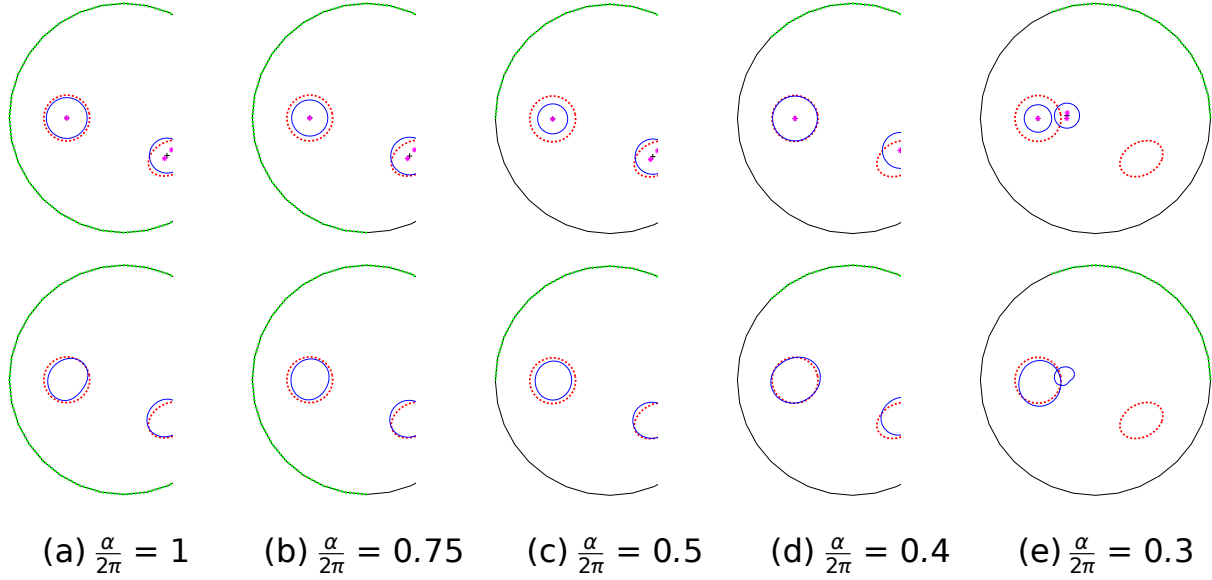 (a) α/2π = 1 (b) α/2π = 0.75 (c) α/2π = 0.5 (d) α/2π = 0.4 (e) α/2π = 0.3